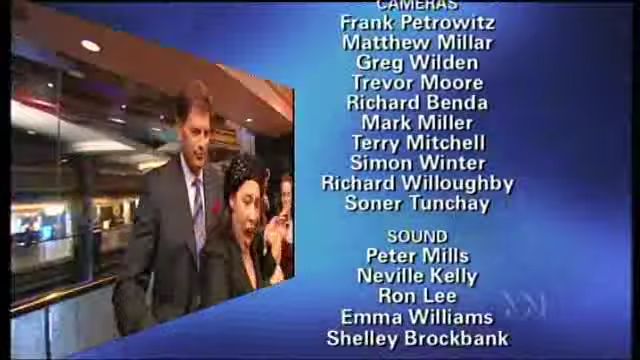 CAMERAS
Frank Petrowitz
Matthew Millar
Greg Wilden
Trevor Moore
Richard Benda
Mark Miller
Terry Mitchell
Simon Winter
Richard Willoughby
Soner Tunchay
SOUND
Peter Mills
Neville Kelly
Ron Lee
Emma Williams
Shelley Brockbank